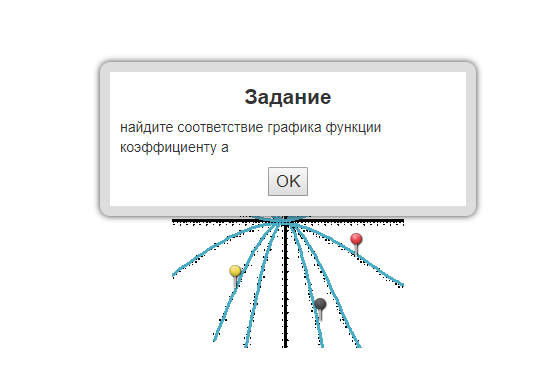 Задание
найдите соответствие графика функции
коэффициенту а
OK